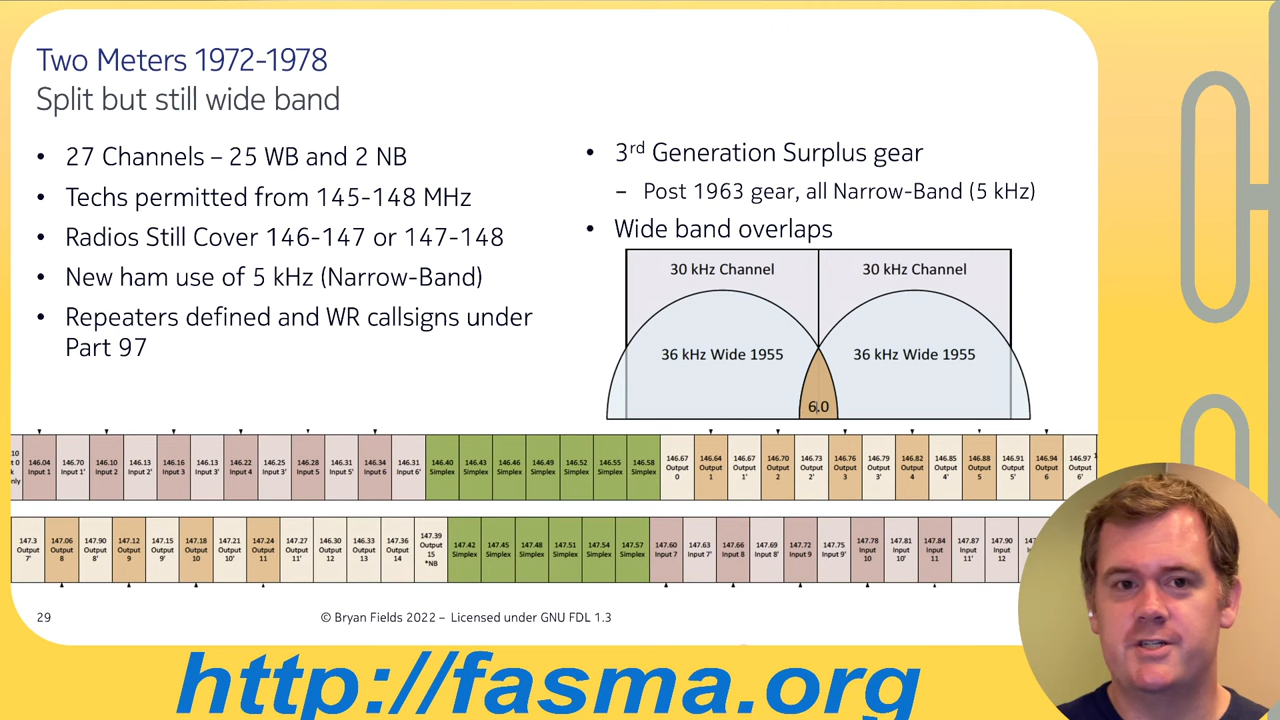 Two Meters 1972-1978
Split but still wide band
• 27 Channels – 25 WB and 2 NB
• Techs permitted from 145-148 MHz
• Radios Still Cover 146-147 or 147-148
• New ham use of 5 kHz (Narrow-Band)
• Repeaters defined and WR callsigns under
Part 97
• 3rd Generation Surplus gear
– Post 1963 gear, all Narrow-Band (5 kHz)
• Wide band overlaps
30 kHz Channel 30 kHz Channel
36 kHz Wide 1955 36 kHz Wide 1955
6.0
146.04 146.70 146.10 146.13 146.16 146.13 146.22 146.25 146.28 146.31 146.34 146.31 146.40 146.43 146.46 146.49 146.52 146.55 146.58 146.67 146.64 146.67 146.70 146.73 146.76 146.79 146.82 146.85 146.88 146.91 146.94 146.97
Input 1 Input 1' Input 2 Input 2' Input 3 Input 3' Input 4 Input 3' Input 5 Input 5' Input 6 Input 6' Simplex Simplex Simplex Simplex Simplex Simplex Simplex Output Output Output Output Output Output Output Output Output Output Output Output Output
0 1 1' 2 2' 3 3' 4 4' 5 5' 6 6'
147.3 147.06 147.90 147.12 147.15 147.18 147.21 147.24 147.27 146.30 146.33 147.36 147.39 147.42 147.45 147.48 147.51 147.54 147.57 147.60 147.63 147.66 147.69 147.72 147.75 147.78 147.81 147.84 147.87 147.90
Output Output Output Output Output Output Output Output Output Output Output Output Output Simplex Simplex Simplex Simplex Simplex Simplex Input 7 Input 7' Input 8 Input 8' Input 9 Input 9' Input Input Input Input Input
7' 8 8' 9 9' 10 10' 11 11' 12 13 14 15 10 10' 11 11' 12
*NB
29
© Bryan Fields 2022 – Licensed under GNU FDL 1.3
http://fasma.org